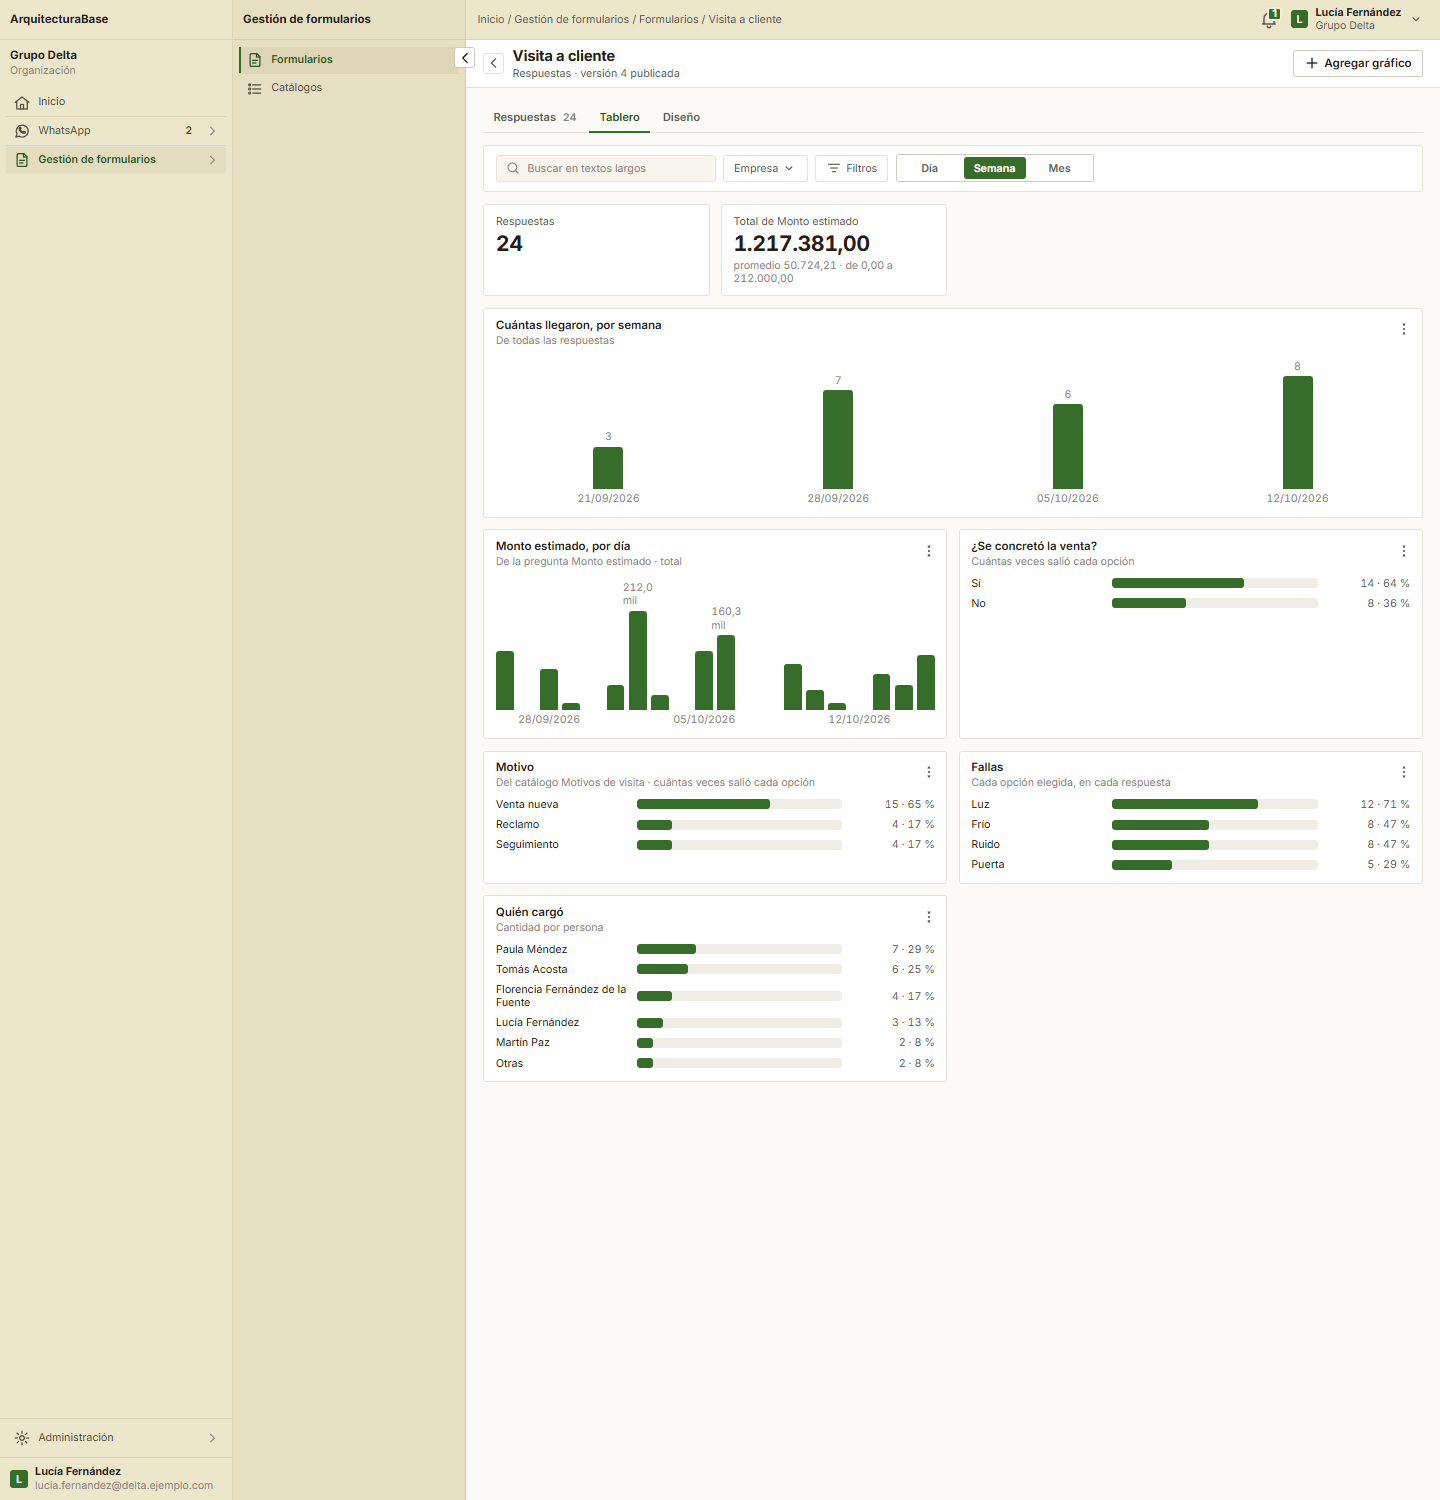 ArquitecturaBase
Grupo Delta
Organización
Inicio
WhatsApp 2
Gestión de formularios
Administración
L
Lucía Fernández
lucia.fernandez@delta.ejemplo.com
Gestión de formularios
Formularios
Catálogos
Inicio / Gestión de formularios / Formularios / Visita a cliente
1
L
Lucía Fernández
Grupo Delta
Visita a cliente
Respuestas · versión 4 publicada
Agregar gráfico
Respuestas 24
Tablero
Diseño
Buscar en textos largos
Empresa
Filtros
Día
Semana
Mes
Respuestas
24
Total de Monto estimado
1.217.381,00
promedio 50.724,21 · de 0,00 a
212.000,00
Cuántas llegaron, por semana
De todas las respuestas
3
7
6
8
21/09/2026
28/09/2026
05/10/2026
12/10/2026
Monto estimado, por día
De la pregunta Monto estimado · total
212,0
mil
160,3
mil
28/09/2026
05/10/2026
12/10/2026
¿Se concretó la venta?
Cuántas veces salió cada opción
Sí 14 · 64 %
No 8 · 36 %
Motivo
Del catálogo Motivos de visita · cuántas veces salió cada opción
Venta nueva 15 · 65 %
Reclamo 4 · 17 %
Seguimiento 4 · 17 %
Fallas
Cada opción elegida, en cada respuesta
Luz 12 · 71 %
Frío 8 · 47 %
Ruido 8 · 47 %
Puerta 5 · 29 %
Quién cargó
Cantidad por persona
Paula Méndez 7 · 29 %
Tomás Acosta 6 · 25 %
Florencia Fernández de la
Fuente 4 · 17 %
Lucía Fernández 3 · 13 %
Martín Paz 2 · 8 %
Otras 2 · 8 %